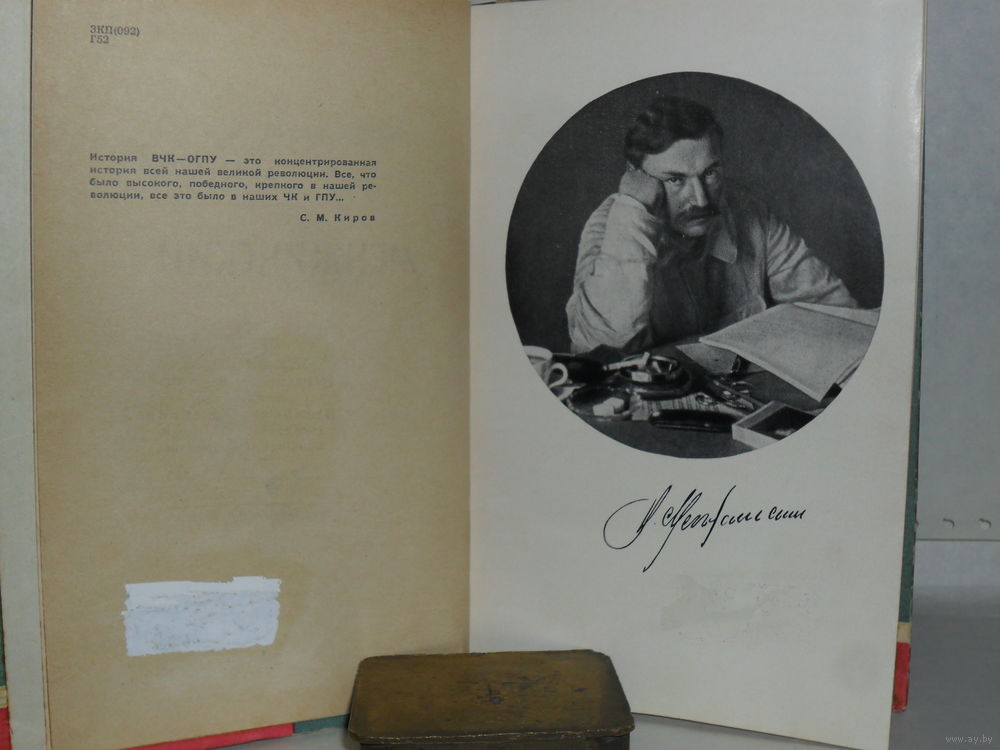 ЗКП(092)
Г52
История ВЧК—ОГПУ — это концентрированная
история всей нашей великой революции. Все, что
было высокого, победного, крепкого в нашей ре-
волюции, все это было в наших ЧК и ГПУ...
С. М. Киров
www.ay.by